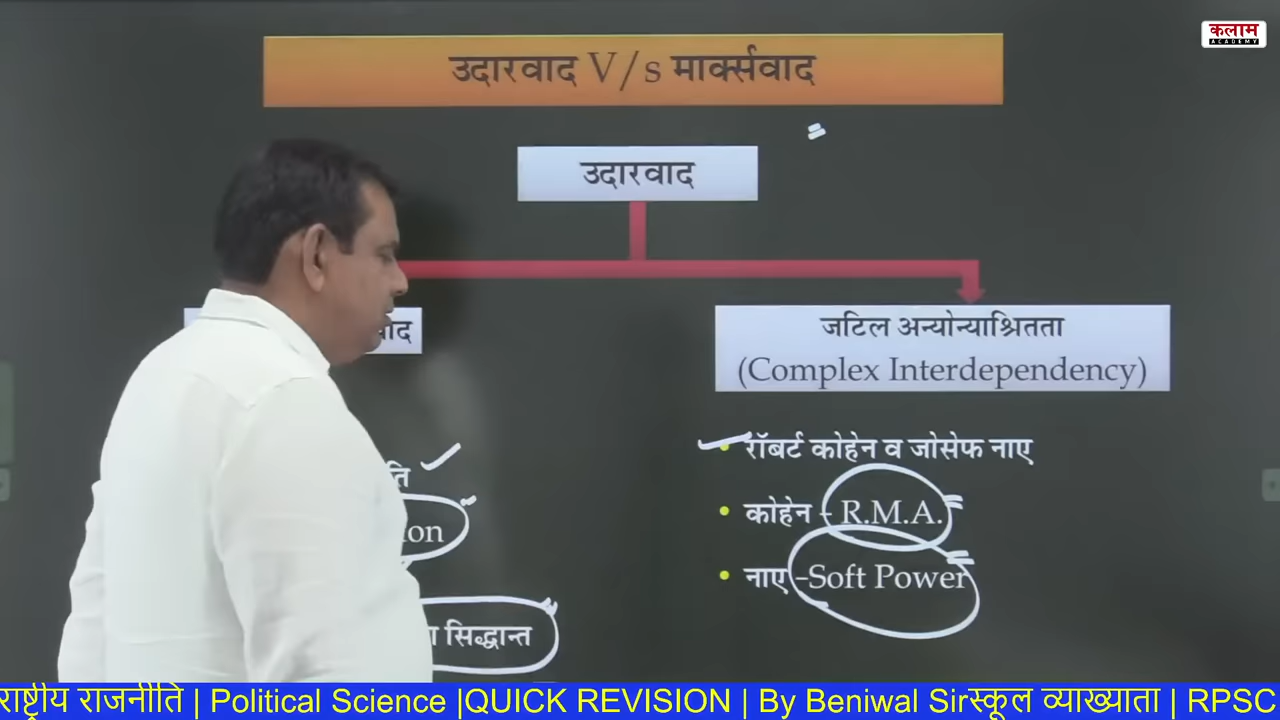 कलाम
ACADEMY
उदारवाद V/s मार्क्सवाद
उदारवाद
जटिल अन्योन्याश्रितता
(Complex Interdependency)
• रॉबर्ट कोहेन व जोसेफ नाए
• कोहेन - R.M.A.
• नाए -Soft Power
सिद्धान्त
राष्ट्रीय राजनीति | Political Science |QUICK REVISION | By Beniwal Sirस्कूल व्याख्याता | RPSC